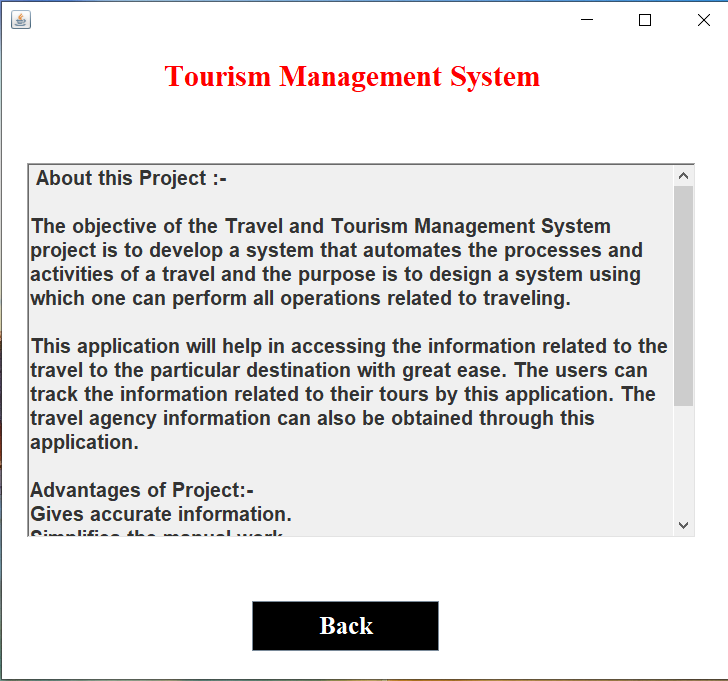 Tourism Management System
About this Project :-
The objective of the Travel and Tourism Management System
project is to develop a system that automates the processes and
activities of a travel and the purpose is to design a system using
which one can perform all operations related to traveling.
This application will help in accessing the information related to the
travel to the particular destination with great ease. The users can
track the information related to their tours by this application. The
travel agency information can also be obtained through this
application.
Advantages of Project:-
Gives accurate information.
Simplifies the manual work
Back